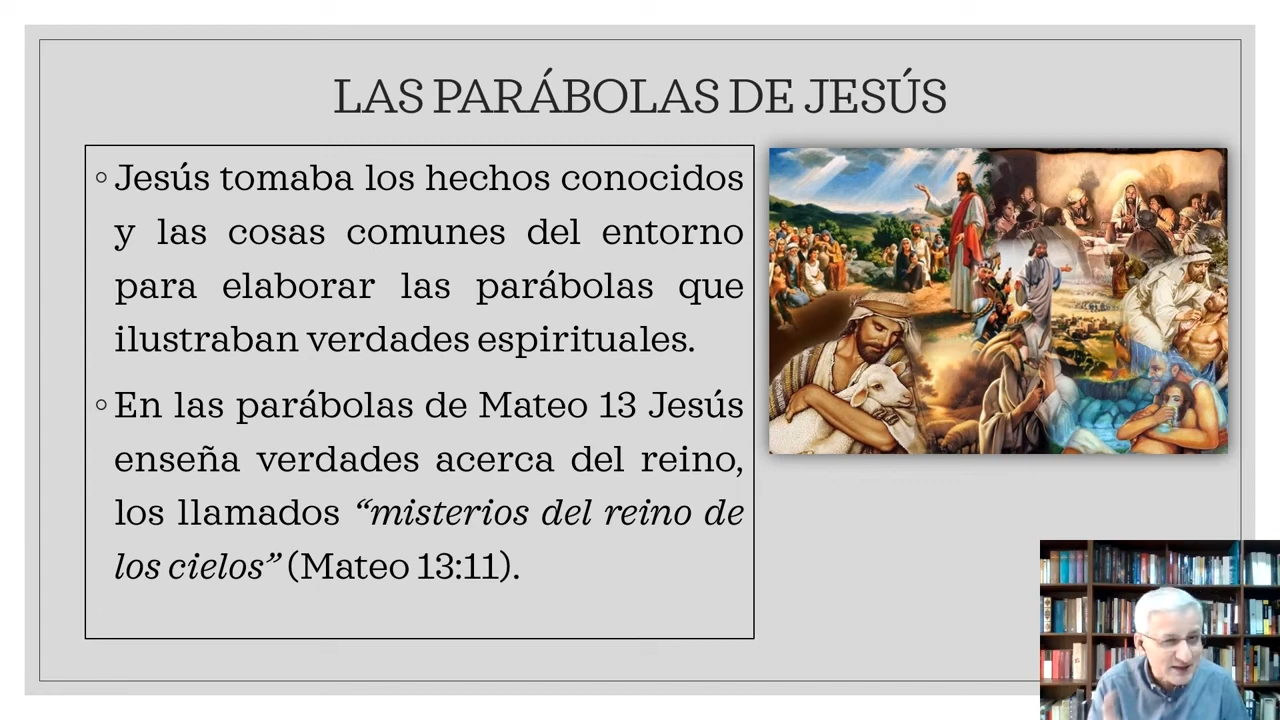 LAS PARÁBOLAS DE JESÚS
◦ Jesús tomaba los hechos conocidos
y las cosas comunes del entorno
para elaborar las parábolas que
ilustraban verdades espirituales.
◦ En las parábolas de Mateo 13 Jesús
enseña verdades acerca del reino,
los llamados “misterios del reino de
los cielos” (Mateo 13:11).